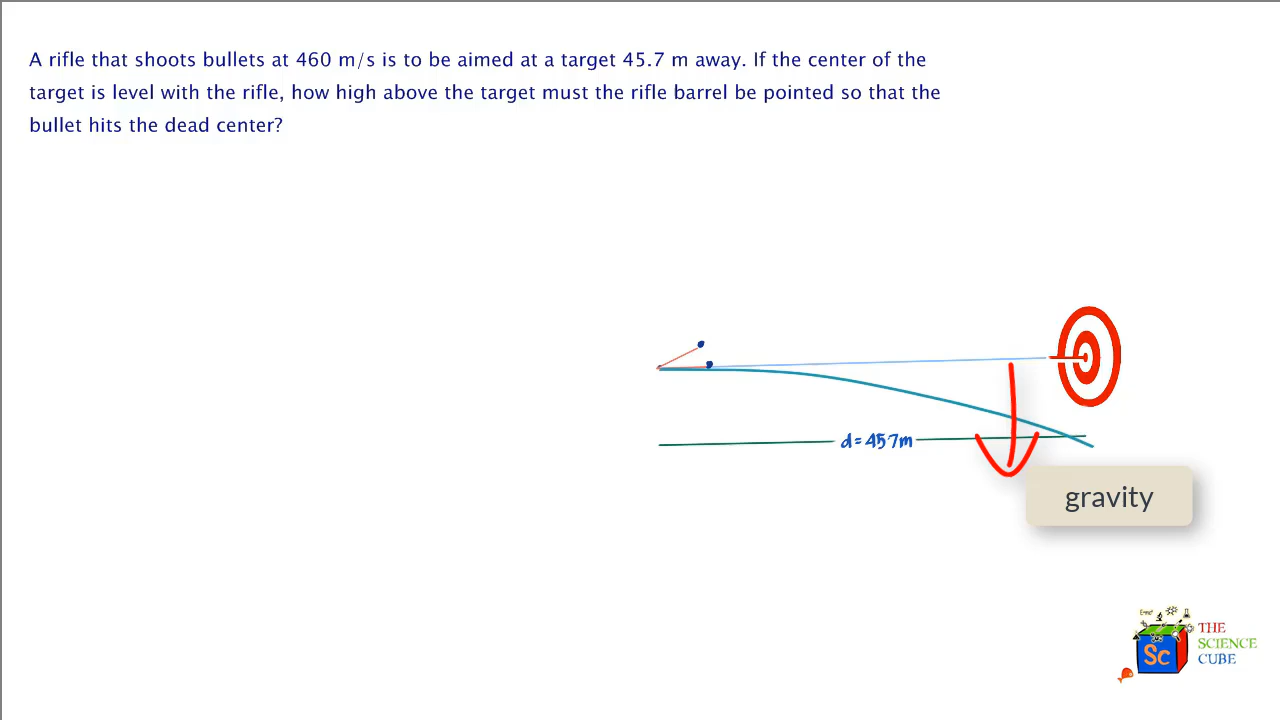 A rifle that shoots bullets at 460 m/s is to be aimed at a target 45.7 m away. If the center of the
target is level with the rifle, how high above the target must the rifle barrel be pointed so that the
bullet hits the dead center?
d = 45.7m
gravity
E=mc²
Sc
THE
SCIENCE
CUBE